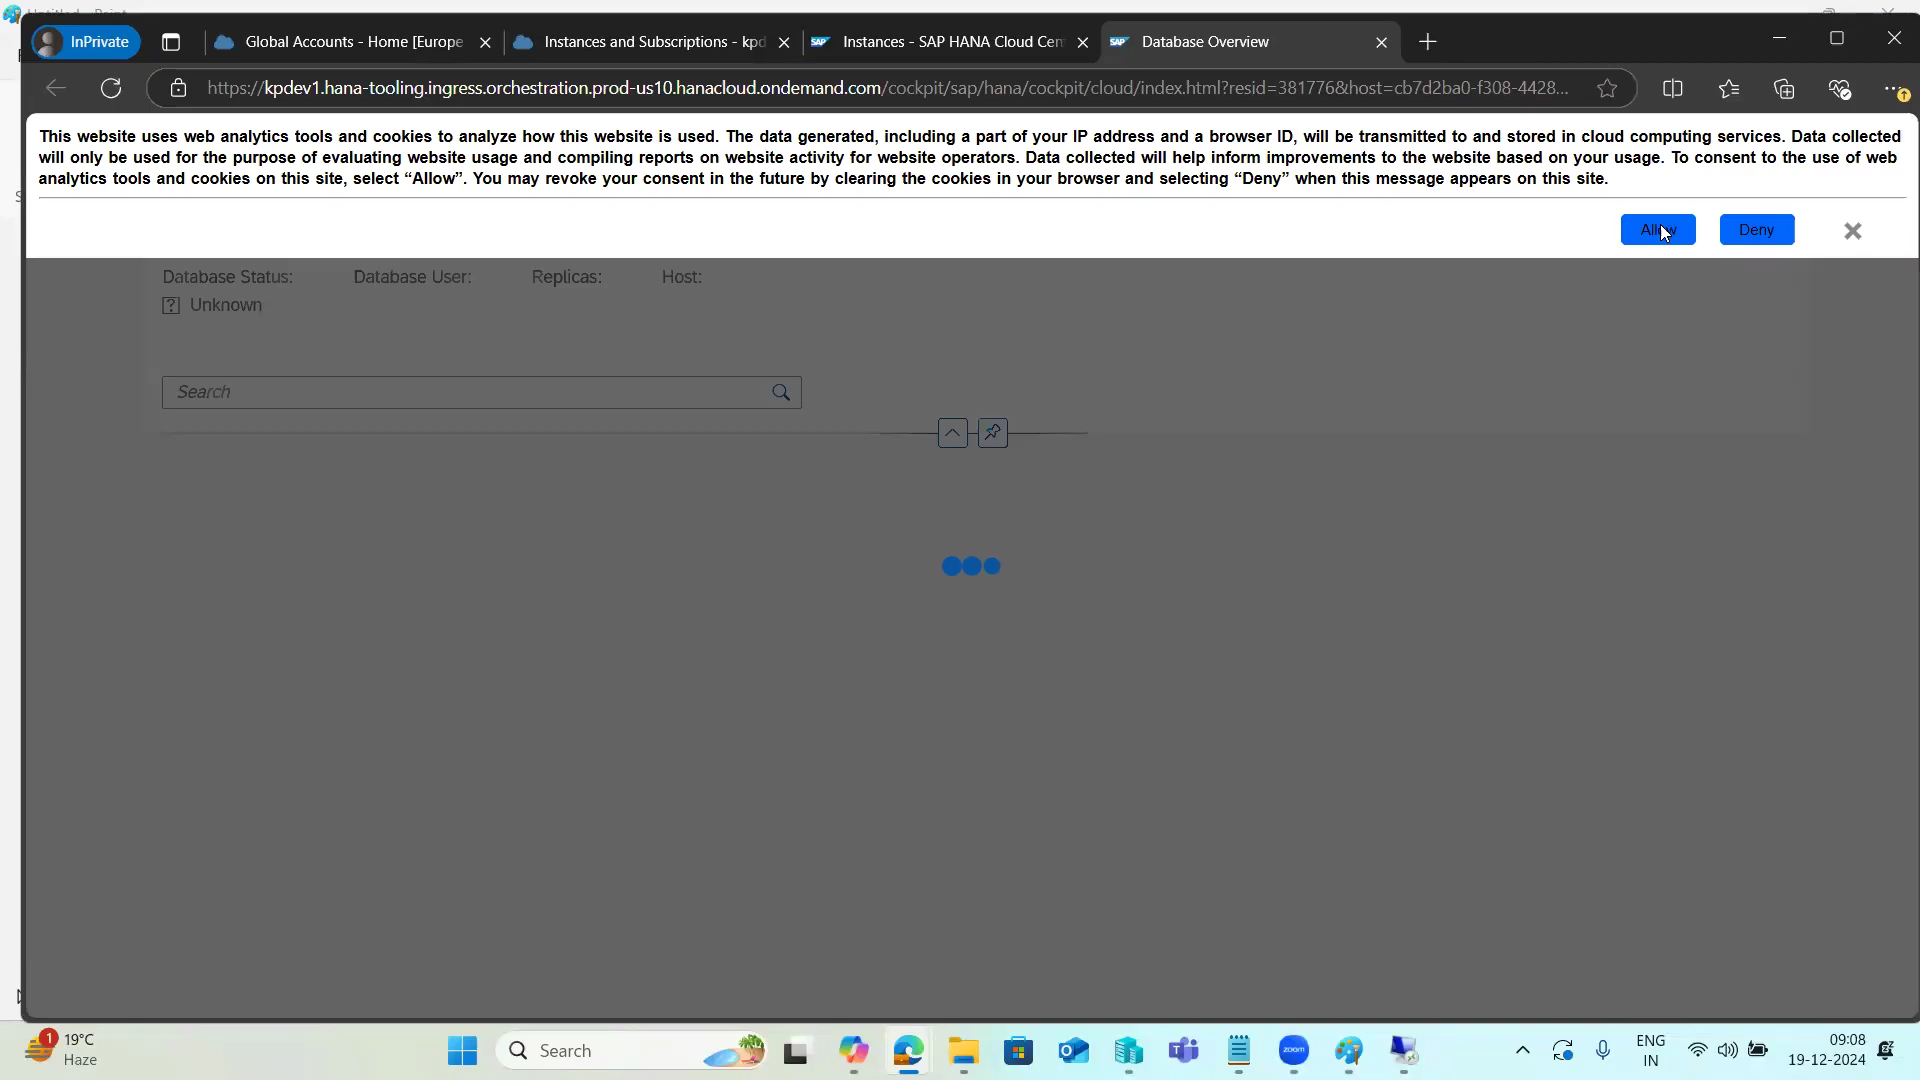 InPrivate
Global Accounts - Home [Europe
Instances and Subscriptions - kpd
SAP
Instances - SAP HANA Cloud Cen
SAP
Database Overview
https://kpdev1.hana-tooling.ingress.orchestration.prod-us10.hanacloud.ondemand.com/cockpit/sap/hana/cockpit/cloud/index.html?resid=381776&host=cb7d2ba0-f308-4428...
This website uses web analytics tools and cookies to analyze how this website is used. The data generated, including a part of your IP address and a browser ID, will be transmitted to and stored in cloud computing services. Data collected
will only be used for the purpose of evaluating website usage and compiling reports on website activity for website operators. Data collected will help inform improvements to the website based on your usage. To consent to the use of web
analytics tools and cookies on this site, select “Allow”. You may revoke your consent in the future by clearing the cookies in your browser and selecting “Deny” when this message appears on this site.
Allow
Deny
Database Status:
Database User:
Replicas:
Host:
Unknown
Search
1
19°C
Haze
Search
zoom
ENG
IN
09:08
19-12-2024